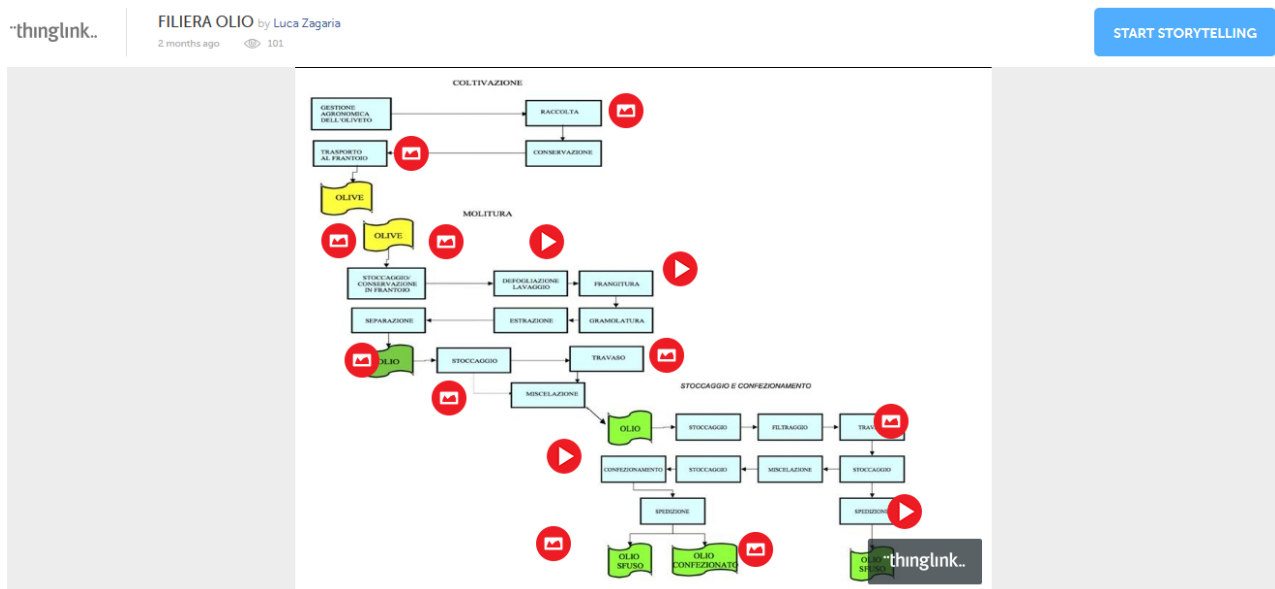 thinglink..
FILIERA OLIO by Luca Zagaria
2 months ago 101
START STORYTELLING
COLTIVAZIONE
GESTIONE
AGRONOMICA
DELL'OLIVETO
RACCOLTA
TRASPORTO
AL FRANTOIO
CONSERVAZIONE
OLIVE
MOLITURA
OLIVE
STOCCAGGIO/
CONSERVAZIONE
IN FRANTOIO
DEFOGLIAZIONE
LAVAGGIO
FRANGITURA
SEPARAZIONE
ESTRAZIONE
GRAMOLATURA
OLIO
STOCCAGGIO
TRAVASO
MISCELAZIONE
STOCCAGGIO E CONFEZIONAMENTO
OLIO
STOCCAGGIO
FILTRAGGIO
CONFEZIONAMENTO
STOCCAGGIO
MISCELAZIONE
STOCCAGGIO
SPEDIZIONE
SPEDIZIONE
OLIO
SFUSO
OLIO
CONFEZIONATO
OLIO
SFUSO
thinglink..